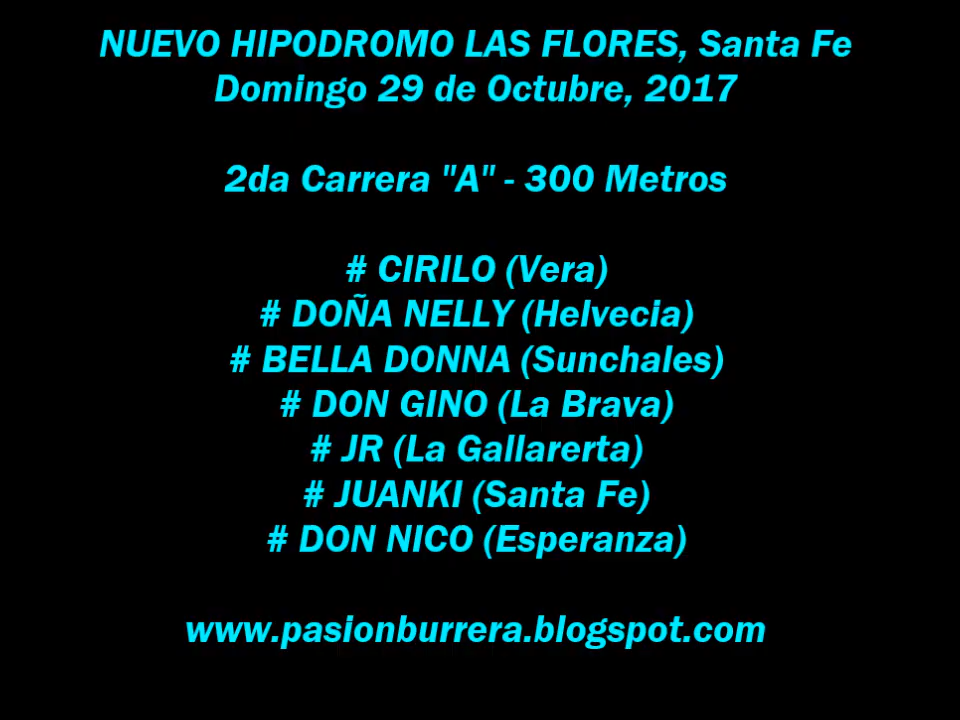 NUEVO HIPODROMO LAS FLORES, Santa Fe
Domingo 29 de Octubre, 2017
2da Carrera "A" - 300 Metros
# CIRILO (Vera)
# DOÑA NELLY (Helvecia)
# BELLA DONNA (Sunchales)
# DON GINO (La Brava)
# JR (La Gallarerta)
# JUANKI (Santa Fe)
# DON NICO (Esperanza)
www.pasionburrera.blogspot.com